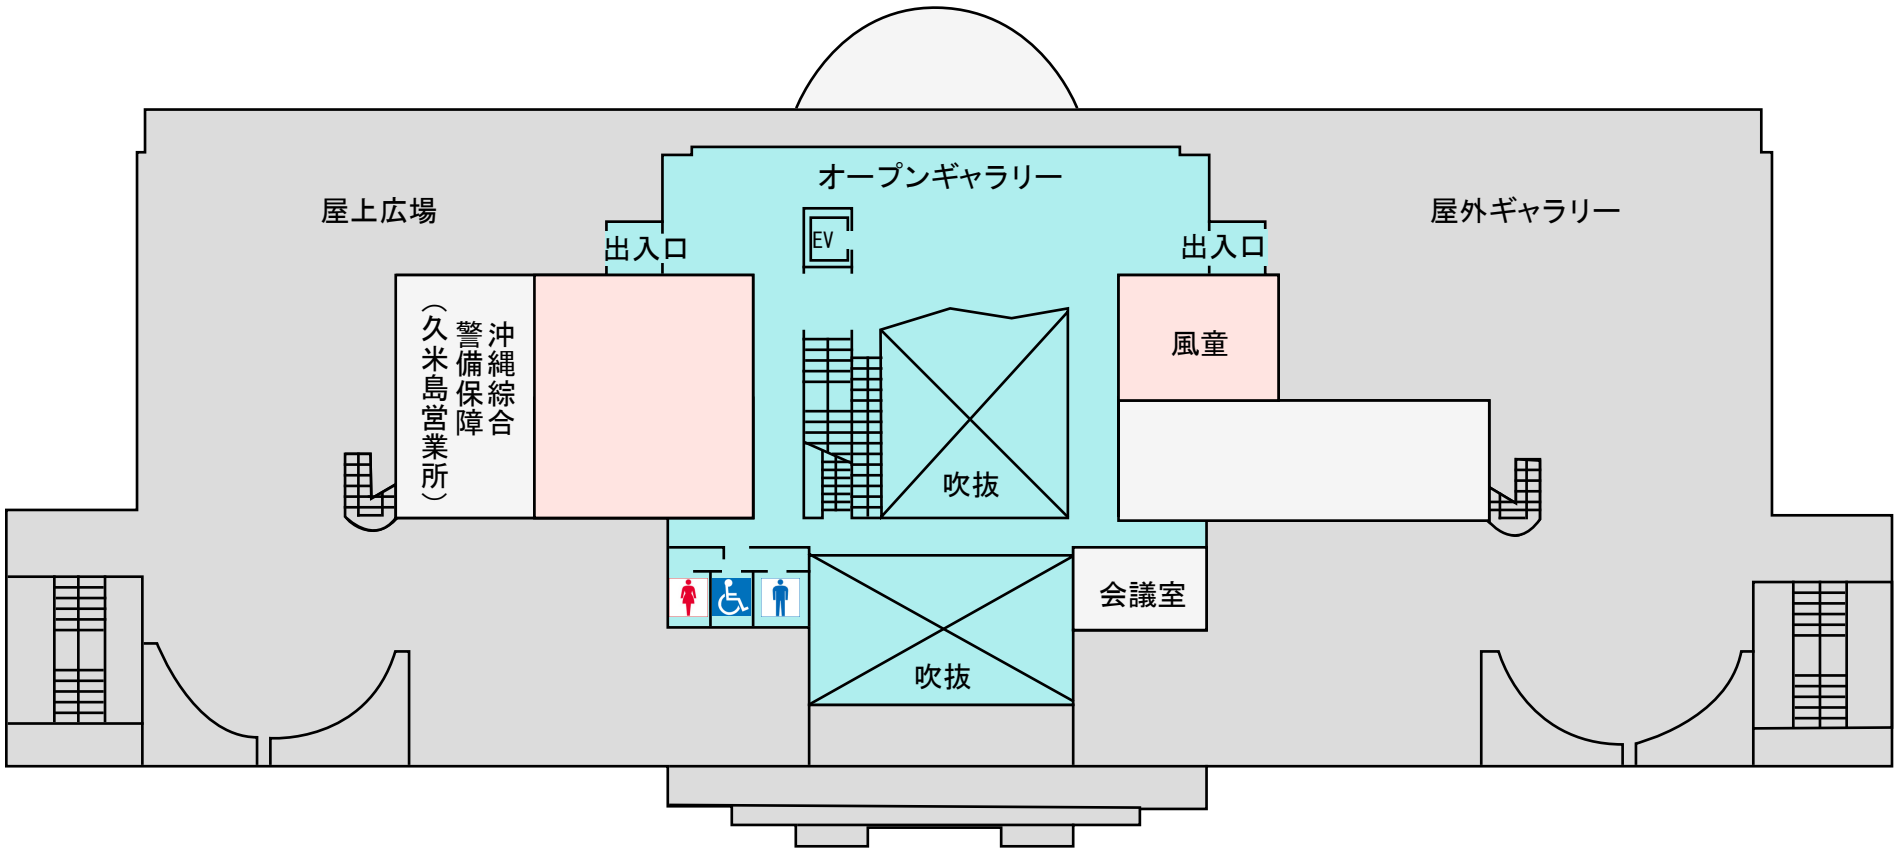 オープンギャラリー
屋上広場
屋外ギャラリー
出入口
EV
出入口
沖縄綜合
警備保障
（久米島営業所）
風童
吹抜
会議室
吹抜